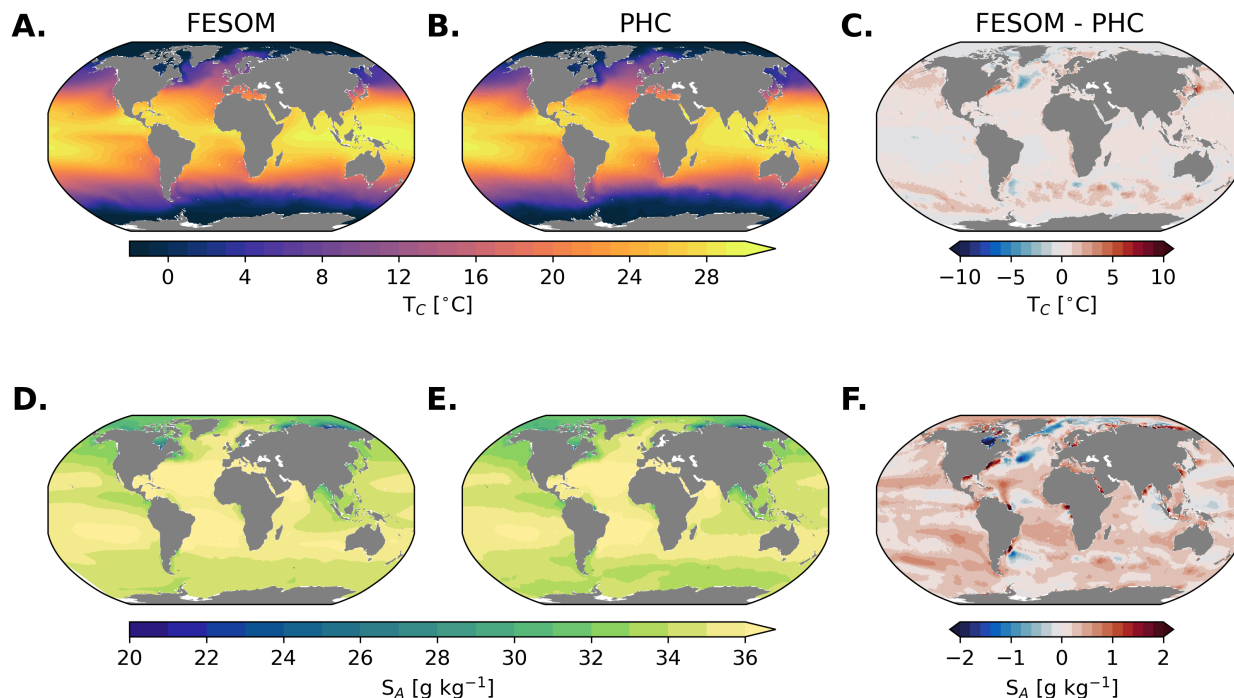 A. FESOM B. PHC C. FESOM - PHC
0 4 8 12 16 20 24 28
T_C [°C]
−10 −5 0 5 10
T_C [°C]
D. E. F.
20 22 24 26 28 30 32 34 36
S_A [g kg⁻¹]
−2 −1 0 1 2
S_A [g kg⁻¹]